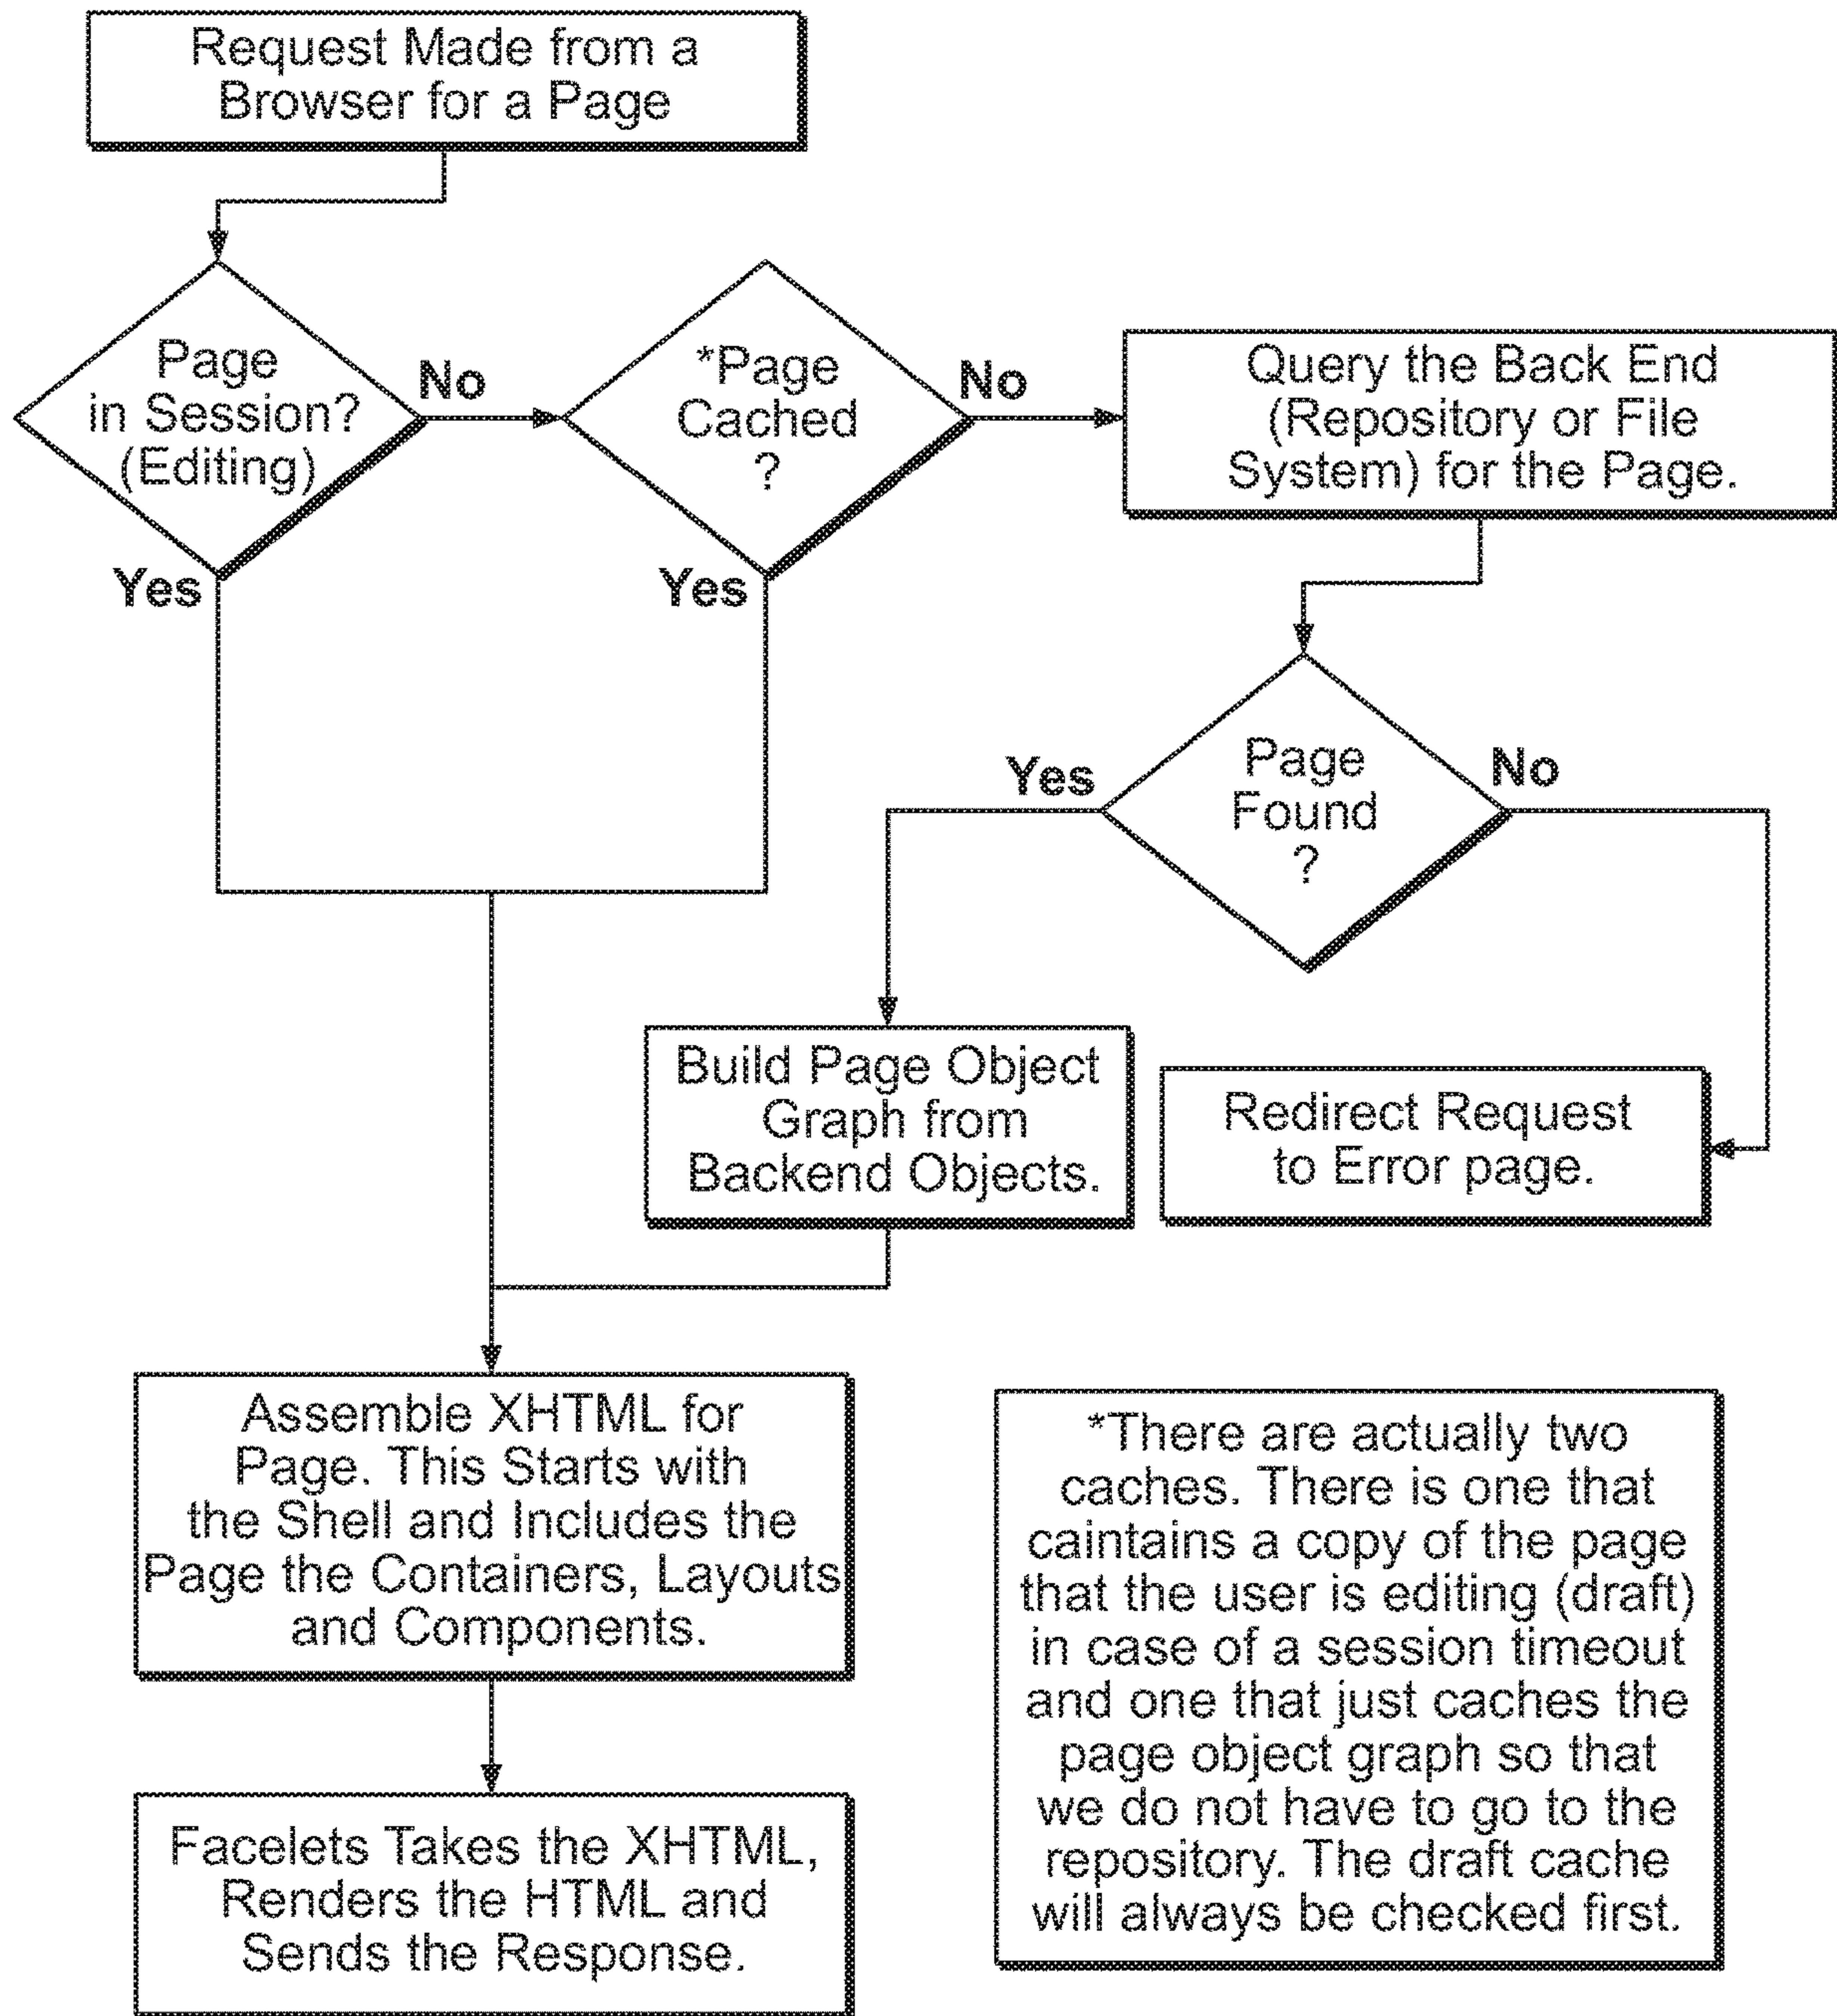 Request Made from a
Browser for a Page
Page
in Session?
(Editing)
No
Yes
*Page
Cached
?
No
Yes
Query the Back End
(Repository or File
System) for the Page.
Page
Found
?
Yes
No
Build Page Object
Graph from
Backend Objects.
Redirect Request
to Error page.
Assemble XHTML for
Page. This Starts with
the Shell and Includes the
Page the Containers, Layouts
and Components.
*There are actually two
caches. There is one that
caintains a copy of the page
that the user is editing (draft)
in case of a session timeout
and one that just caches the
page object graph so that
we do not have to go to the
repository. The draft cache
will always be checked first.
Facelets Takes the XHTML,
Renders the HTML and
Sends the Response.